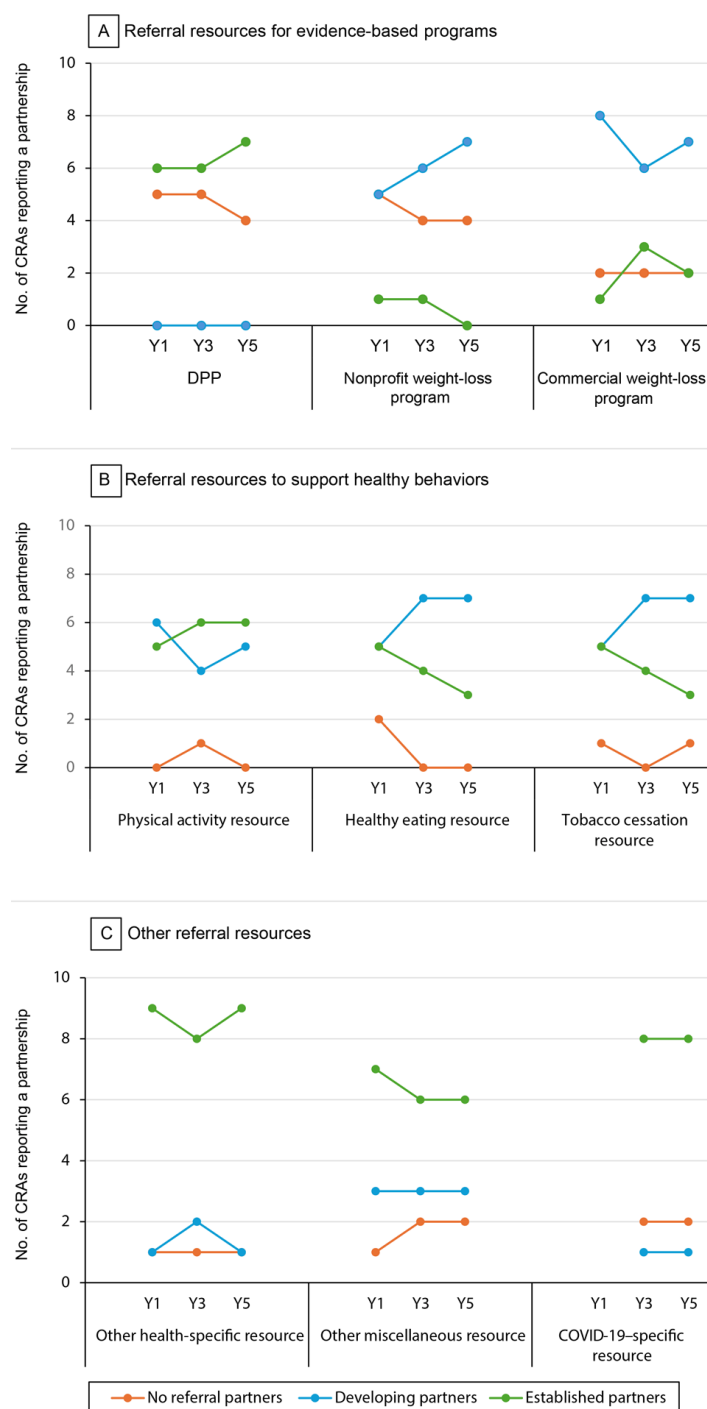 A Referral resources for evidence-based programs
No. of CRAs reporting a partnership
10
8
6
4
2
0
Y1 Y3 Y5 Y1 Y3 Y5 Y1 Y3 Y5
DPP Nonprofit weight-loss program Commercial weight-loss program
B Referral resources to support healthy behaviors
No. of CRAs reporting a partnership
10
8
6
4
2
0
Y1 Y3 Y5 Y1 Y3 Y5 Y1 Y3 Y5
Physical activity resource Healthy eating resource Tobacco cessation resource
C Other referral resources
No. of CRAs reporting a partnership
10
8
6
4
2
0
Y1 Y3 Y5 Y1 Y3 Y5 Y1 Y3 Y5
Other health-specific resource Other miscellaneous resource COVID-19–specific resource
No referral partners Developing partners Established partners